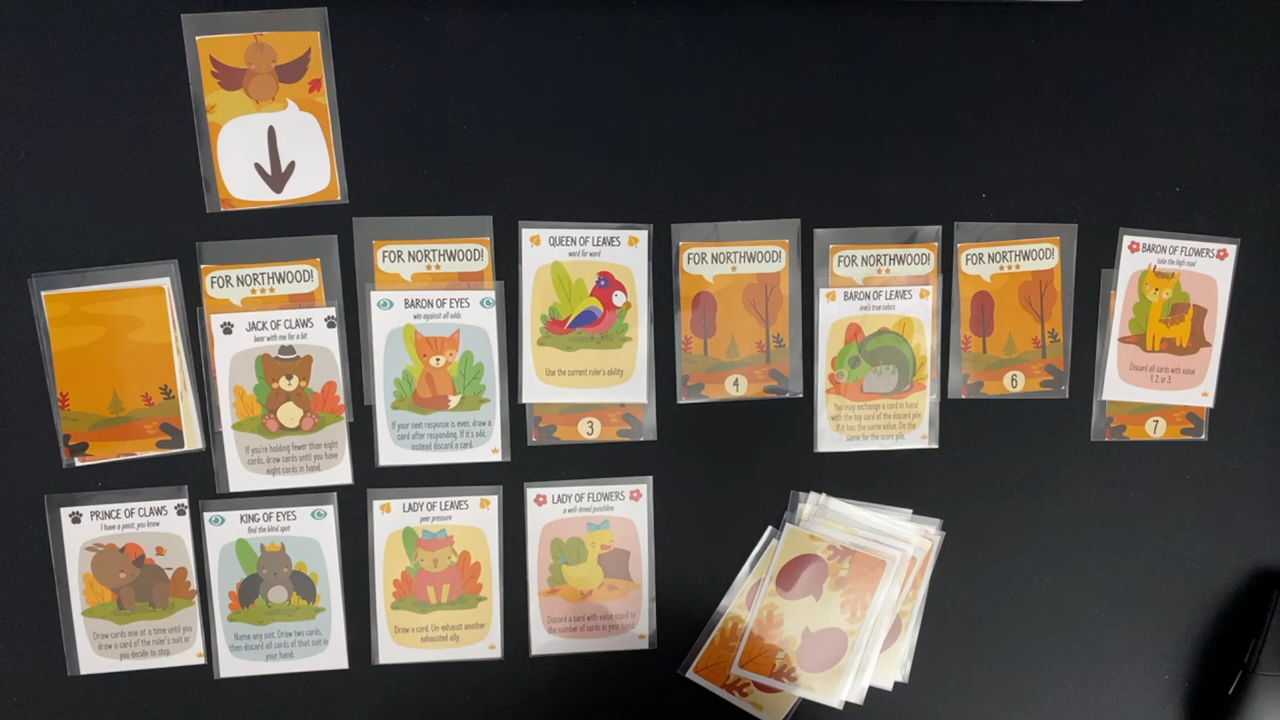 FOR NORTHWOOD!
JACK OF CLAWS
bear with me for a bit
If you're holding fewer than eight
cards, draw cards until you have
eight cards in hand.
FOR NORTHWOOD!
BARON OF EYES
win against all odds
If your next response is even, draw a
card after responding. If it's odd,
instead discard a card.
QUEEN OF LEAVES
word for word
Use the current ruler's ability.
3
FOR NORTHWOOD!
4
FOR NORTHWOOD!
BARON OF LEAVES
one's true colors
You may exchange a card in hand
with the top card of the discard pile
if it has the same value. Do the
same for the score pile.
FOR NORTHWOOD!
6
BARON OF FLOWERS
take the high road
Discard all cards with value
1, 2, or 3.
7
PRINCE OF CLAWS
I have a point, you know
Draw cards one at a time until you
draw a card of the ruler's suit or
you decide to stop.
KING OF EYES
find the blind spot
Name any suit. Draw two cards,
then discard all cards of that suit in
your hand.
LADY OF LEAVES
peer pressure
Draw a card. Un-exhaust another
exhausted ally.
LADY OF FLOWERS
a well-timed punchline
Discard a card with value equal to
the number of cards in your hand.